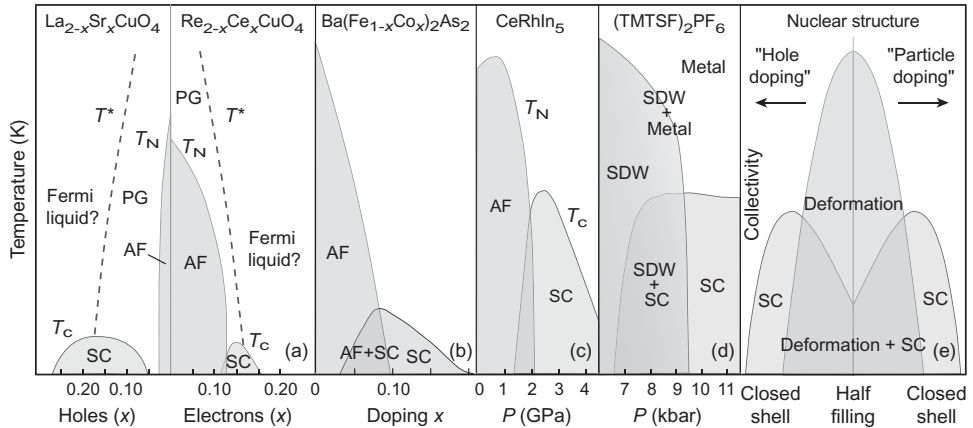 La2-xSrxCuO4
Re2-xCexCuO4
Ba(Fe1-xCox)2As2
CeRhIn5
(TMTSF)2PF6
Nuclear structure
Temperature (K)
T*
TN
PG
Fermi
liquid?
AF
Tc
SC
0.20 0.10
Holes (x)
PG
T*
TN
AF
Fermi
liquid?
Tc
SC
(a)
0.10 0.20
Electrons (x)
AF
AF+SC
SC
(b)
0 0.10
Doping x
TN
AF
Tc
SC
(c)
0 1 2 3 4
P (GPa)
Metal
SDW
+
Metal
SDW
SDW
+
SC
SC
(d)
7 8 9 10 11
P (kbar)
"Hole
doping"
"Particle
doping"
Collectivity
Deformation
SC
SC
Deformation + SC
(e)
Closed
shell
Half
filling
Closed
shell